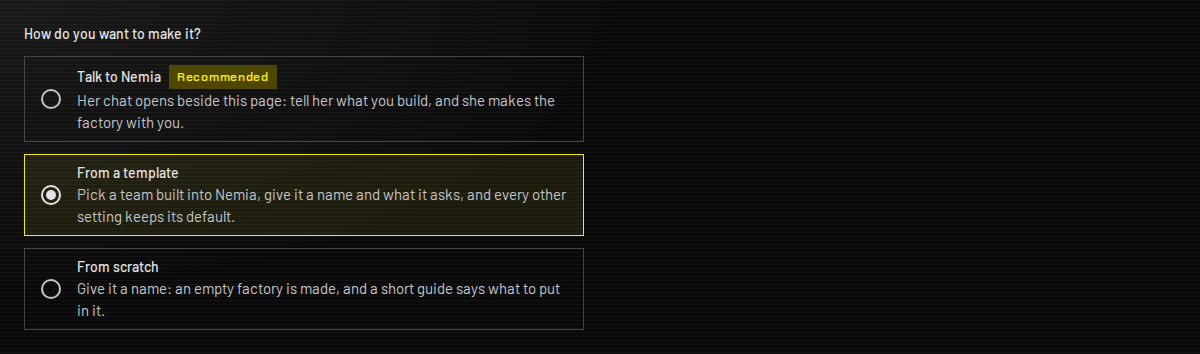 How do you want to make it?
Talk to Nemia Recommended
Her chat opens beside this page: tell her what you build, and she makes the
factory with you.
From a template
Pick a team built into Nemia, give it a name and what it asks, and every other
setting keeps its default.
From scratch
Give it a name: an empty factory is made, and a short guide says what to put
in it.